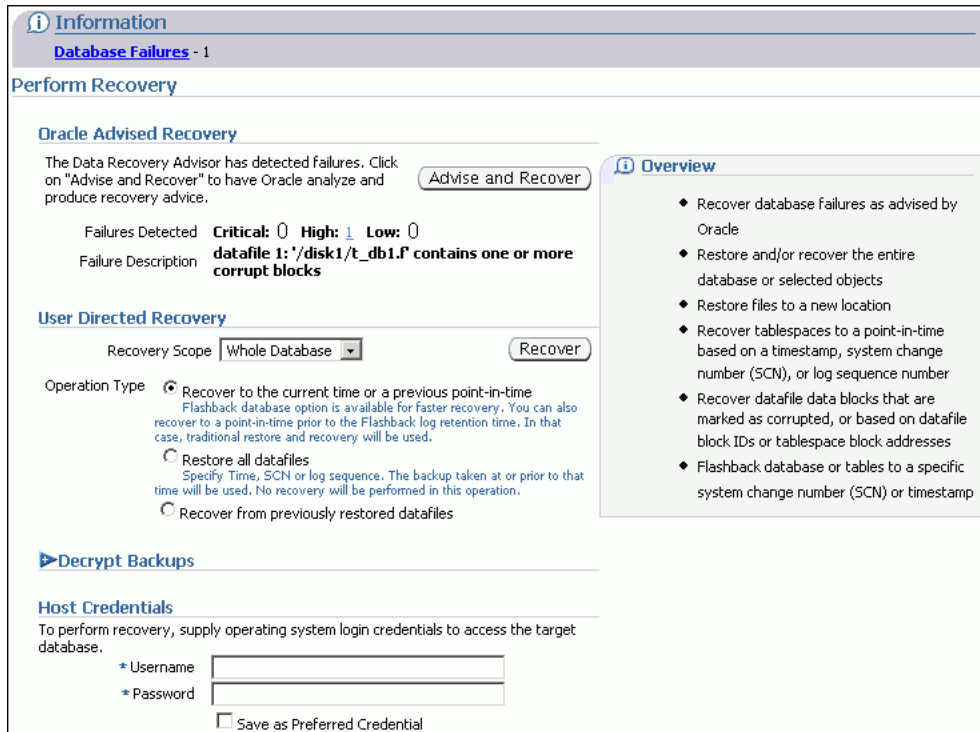 Information
Database Failures - 1
Perform Recovery
Oracle Advised Recovery
The Data Recovery Advisor has detected failures. Click
on "Advise and Recover" to have Oracle analyze and
produce recovery advice.
Advise and Recover
Failures Detected Critical: 0 High: 1 Low: 0
Failure Description datafile 1: '/disk1/t_db1.f' contains one or more
corrupt blocks
User Directed Recovery
Recovery Scope Whole Database
Recover
Operation Type Recover to the current time or a previous point-in-time
Flashback database option is available for faster recovery. You can also
recover to a point-in-time prior to the Flashback log retention time. In that
case, traditional restore and recovery will be used.
Restore all datafiles
Specify Time, SCN or log sequence. The backup taken at or prior to that
time will be used. No recovery will be performed in this operation.
Recover from previously restored datafiles
Decrypt Backups
Host Credentials
To perform recovery, supply operating system login credentials to access the target
database.
* Username
* Password
Save as Preferred Credential
Overview
Recover database failures as advised by
Oracle
Restore and/or recover the entire
database or selected objects
Restore files to a new location
Recover tablespaces to a point-in-time
based on a timestamp, system change
number (SCN), or log sequence number
Recover datafile data blocks that are
marked as corrupted, or based on datafile
block IDs or tablespace block addresses
Flashback database or tables to a specific
system change number (SCN) or timestamp